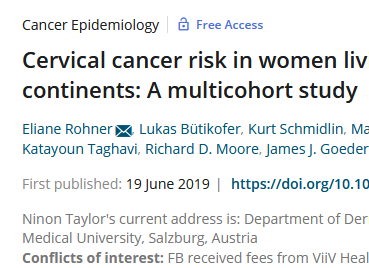 Cancer Epidemiology Free Access
Cervical cancer risk in women liv
continents: A multicohort study
Eliane Rohner, Lukas Bütikofer, Kurt Schmidlin, Ma
Katayoun Taghavi, Richard D. Moore, James J. Goeder
First published: 19 June 2019 | https://doi.org/10.10
Ninon Taylor's current address is: Department of Der
Medical University, Salzburg, Austria
Conflicts of interest: FB received fees from ViiV Heal